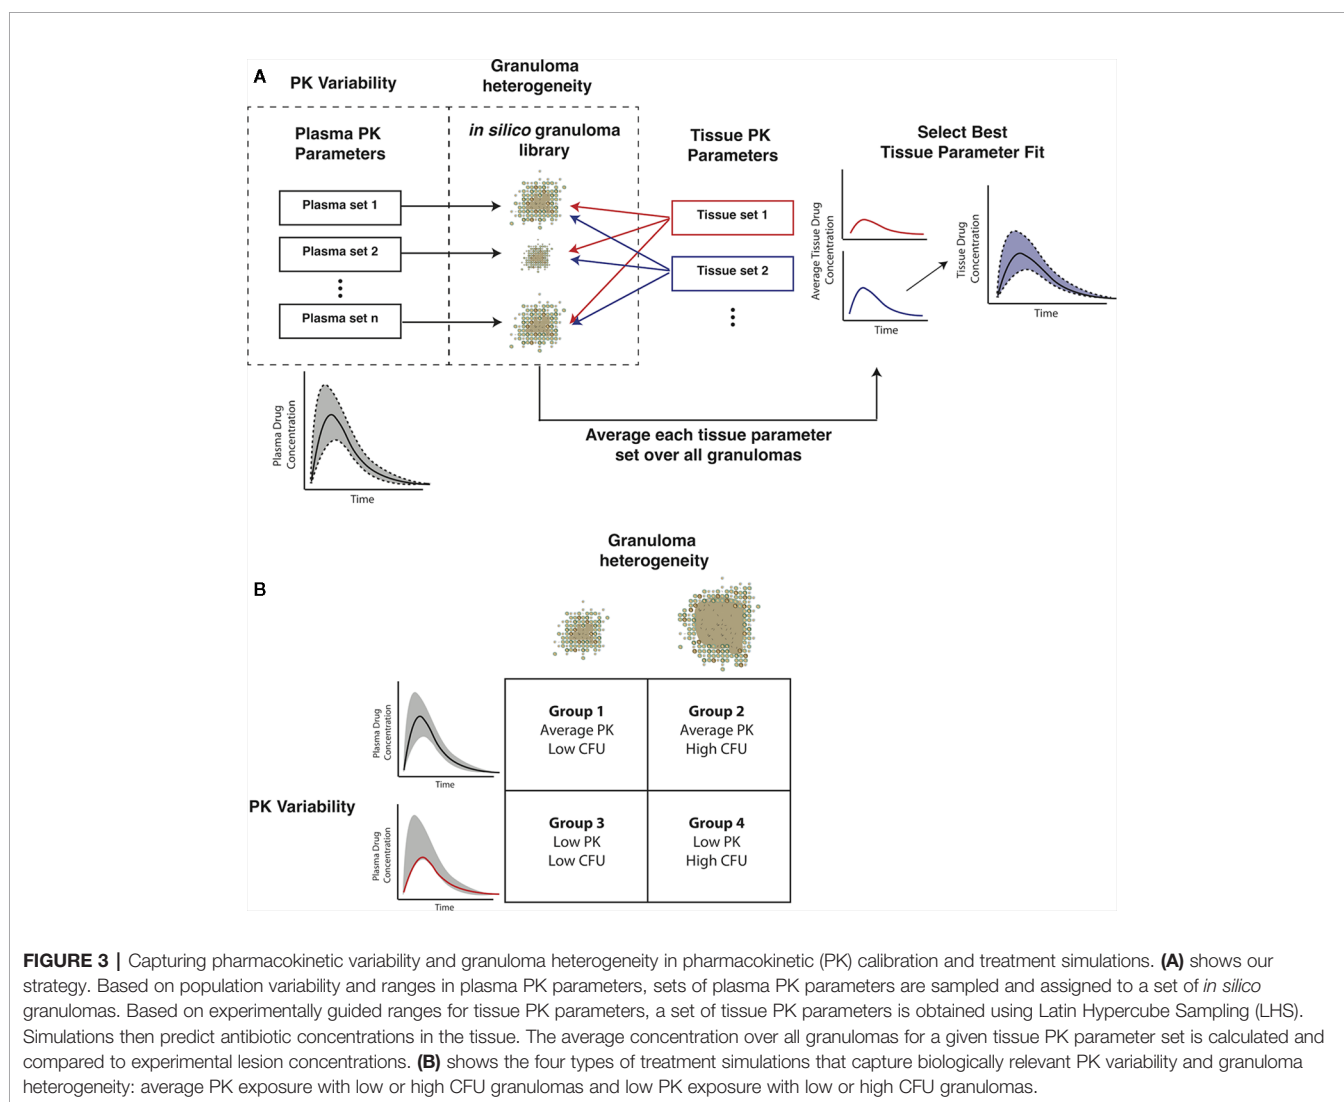 A
PK Variability
Granuloma
heterogeneity
Plasma PK
Parameters
in silico granuloma
library
Tissue PK
Parameters
Select Best
Tissue Parameter Fit
Plasma set 1
Plasma set 2
Plasma set n
Tissue set 1
Tissue set 2
Average Tissue Drug
Concentration
Time
Tissue Drug
Concentration
Time
Plasma Drug
Concentration
Time
Average each tissue parameter
set over all granulomas
B
Granuloma
heterogeneity
PK Variability
Plasma Drug
Concentration
Time
Group 1
Average PK
Low CFU
Group 2
Average PK
High CFU
Plasma Drug
Concentration
Time
Group 3
Low PK
Low CFU
Group 4
Low PK
High CFU
FIGURE 3 | Capturing pharmacokinetic variability and granuloma heterogeneity in pharmacokinetic (PK) calibration and treatment simulations. (A) shows our
strategy. Based on population variability and ranges in plasma PK parameters, sets of plasma PK parameters are sampled and assigned to a set of in silico
granulomas. Based on experimentally guided ranges for tissue PK parameters, a set of tissue PK parameters is obtained using Latin Hypercube Sampling (LHS).
Simulations then predict antibiotic concentrations in the tissue. The average concentration over all granulomas for a given tissue PK parameter set is calculated and
compared to experimental lesion concentrations. (B) shows the four types of treatment simulations that capture biologically relevant PK variability and granuloma
heterogeneity: average PK exposure with low or high CFU granulomas and low PK exposure with low or high CFU granulomas.